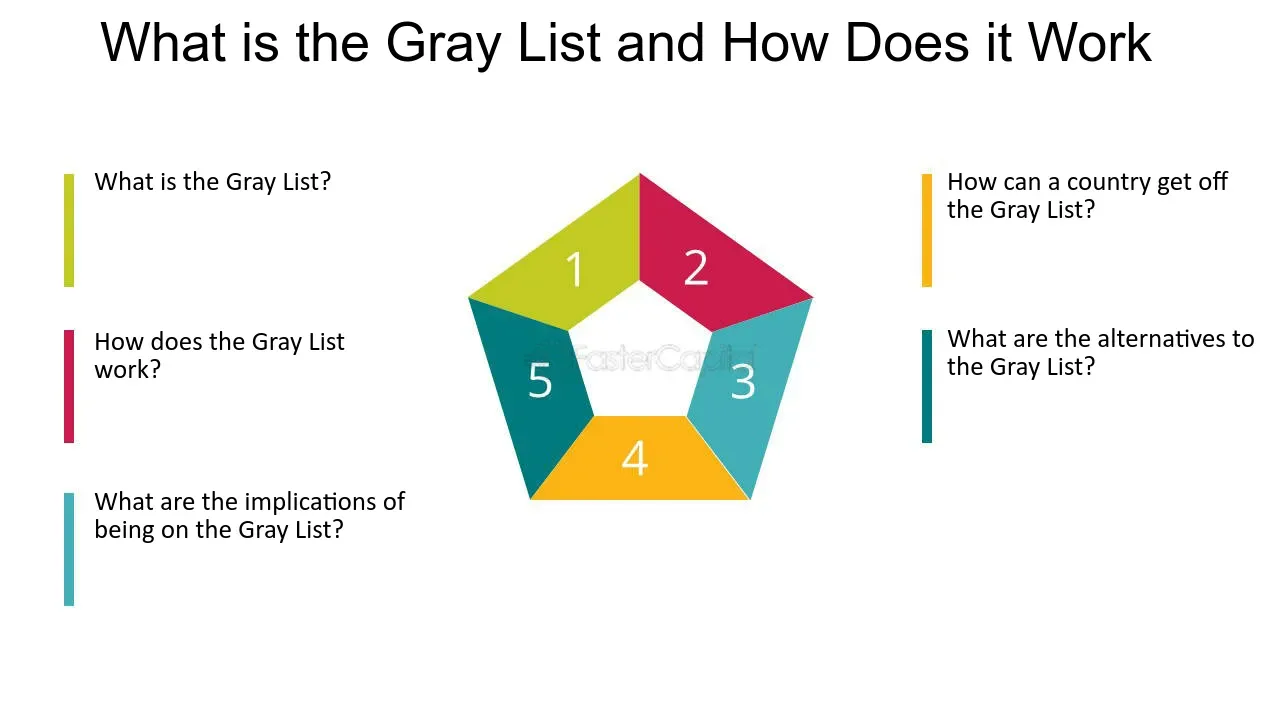 What is the Gray List and How Does it Work
What is the Gray List?
How does the Gray List
work?
What are the implications of
being on the Gray List?
1
2
3
4
5
FasterCapital
How can a country get off
the Gray List?
What are the alternatives to
the Gray List?